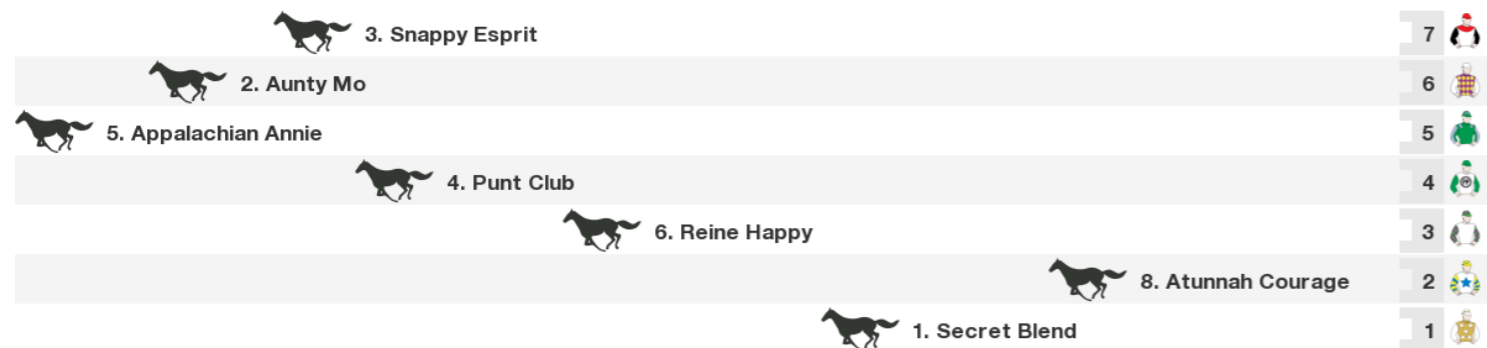 3. Snappy Esprit 7
2. Aunty Mo 6
5. Appalachian Annie 5
4. Punt Club 4
6. Reine Happy 3
8. Atunnah Courage 2
1. Secret Blend 1